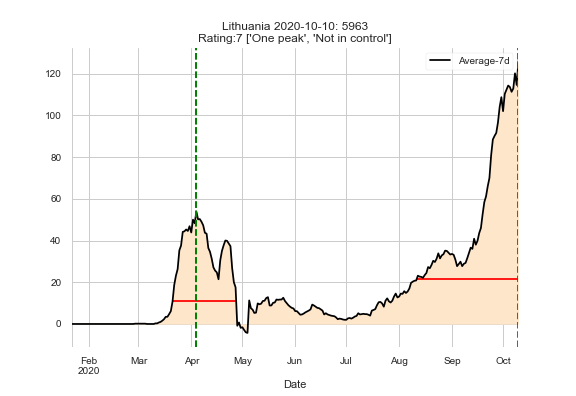 Lithuania 2020-10-10: 5963
Rating:7 ['One peak', 'Not in control']
Average-7d
120
100
80
60
40
20
0
Feb Mar Apr May Jun Jul Aug Sep Oct
2020
Date